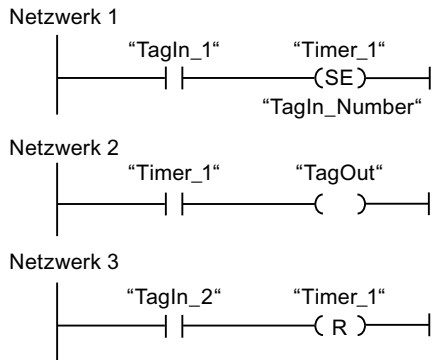 Netzwerk 1
“TagIn_1“ “Timer_1“
SE
“TagIn_Number“
Netzwerk 2
“Timer_1“ “TagOut“
Netzwerk 3
“TagIn_2“ “Timer_1“
R